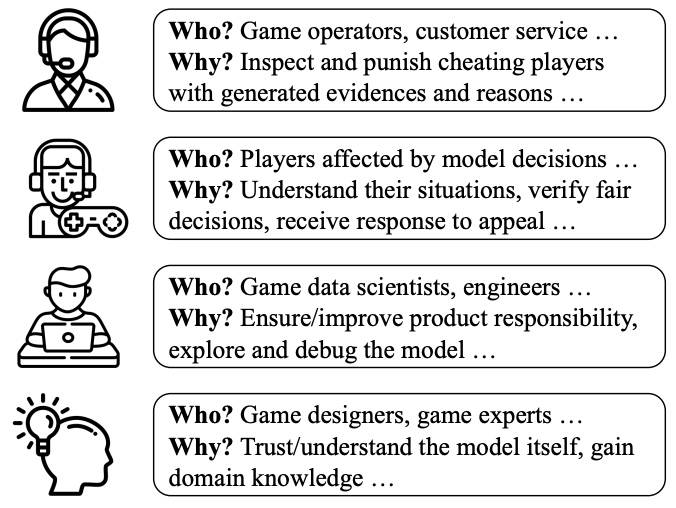 Who? Game operators, customer service …
Why? Inspect and punish cheating players
with generated evidences and reasons …
Who? Players affected by model decisions …
Why? Understand their situations, verify fair
decisions, receive response to appeal …
Who? Game data scientists, engineers …
Why? Ensure/improve product responsibility,
explore and debug the model …
Who? Game designers, game experts …
Why? Trust/understand the model itself, gain
domain knowledge …